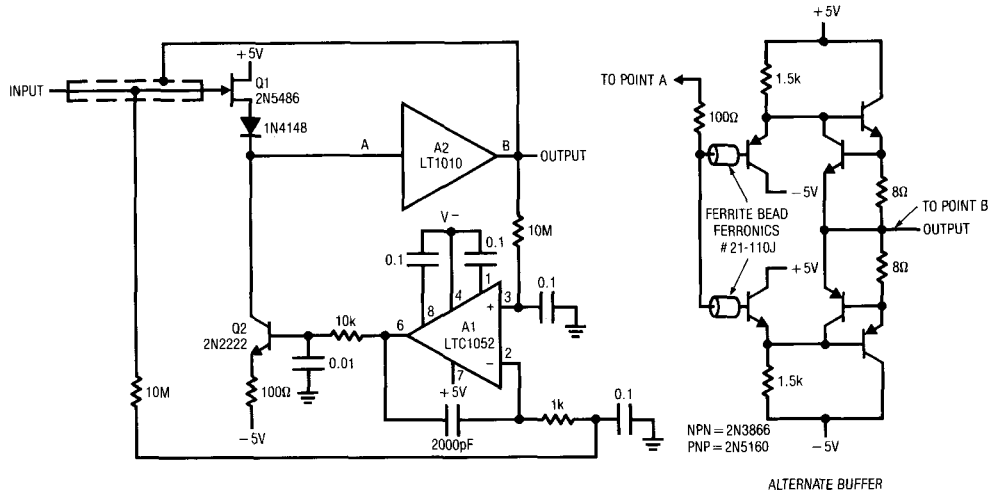 INPUT
+5V
Q1
2N5486
1N4148
A
A2
LT1010
B
OUTPUT
10M
V–
0.1
0.1
8
4
1
3
+
0.1
A1
LTC1052
6
2
–
7
+5V
10k
Q2
2N2222
0.01
100Ω
–5V
10M
2000pF
1k
0.1
+5V
TO POINT A
1.5k
100Ω
–5V
8Ω
TO POINT B
OUTPUT
FERRITE BEAD
FERRONICS
#21-110J
8Ω
+5V
1.5k
NPN = 2N3866
PNP = 2N5160
–5V
ALTERNATE BUFFER